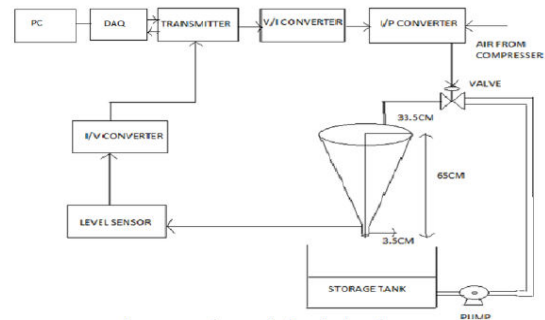 PC
DAQ
TRANSMITTER
V/I CONVERTER
I/P CONVERTER
AIR FROM
COMPRESSER
VALVE
33.5CM
I/V CONVERTER
65CM
LEVEL SENSOR
3.5CM
STORAGE TANK
PUMP